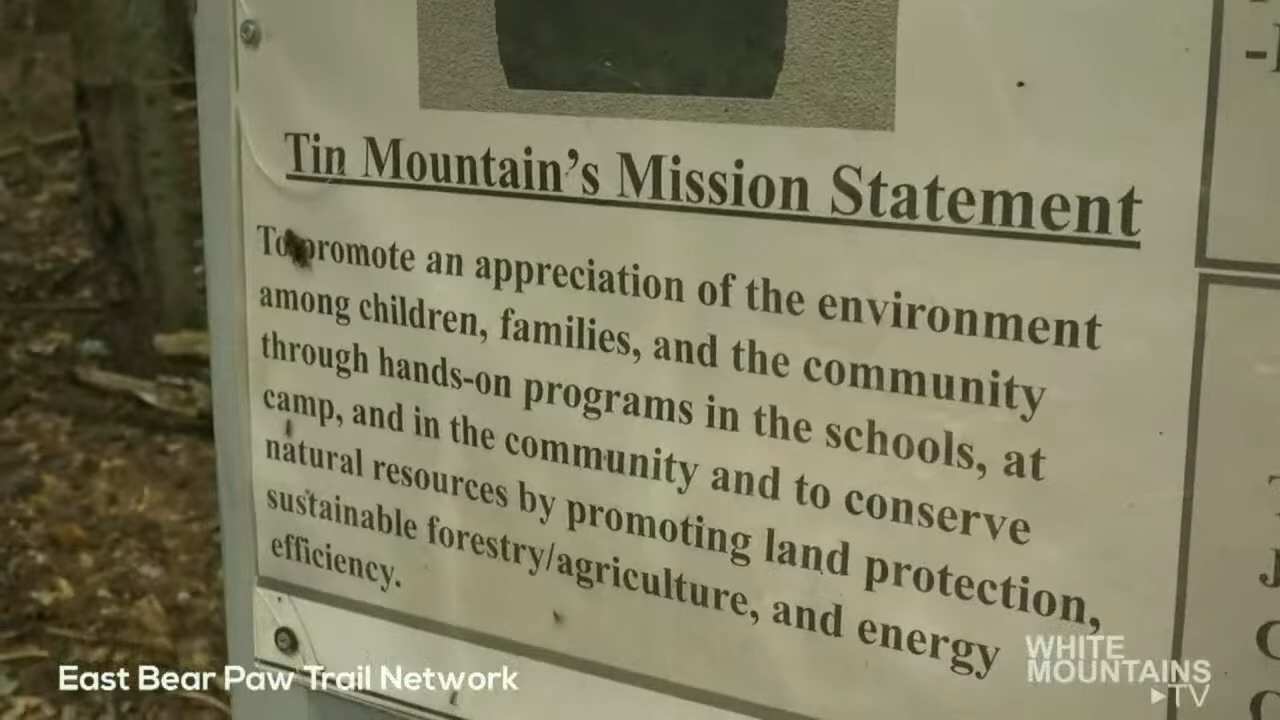 Tin Mountain's Mission Statement
To promote an appreciation of the environment
among children, families, and the community
through hands-on programs in the schools, at
camp, and in the community and to conserve
natural resources by promoting land protection,
sustainable forestry/agriculture, and energy
efficiency.
East Bear Paw Trail Network
WHITE
MOUNTAINS
TV